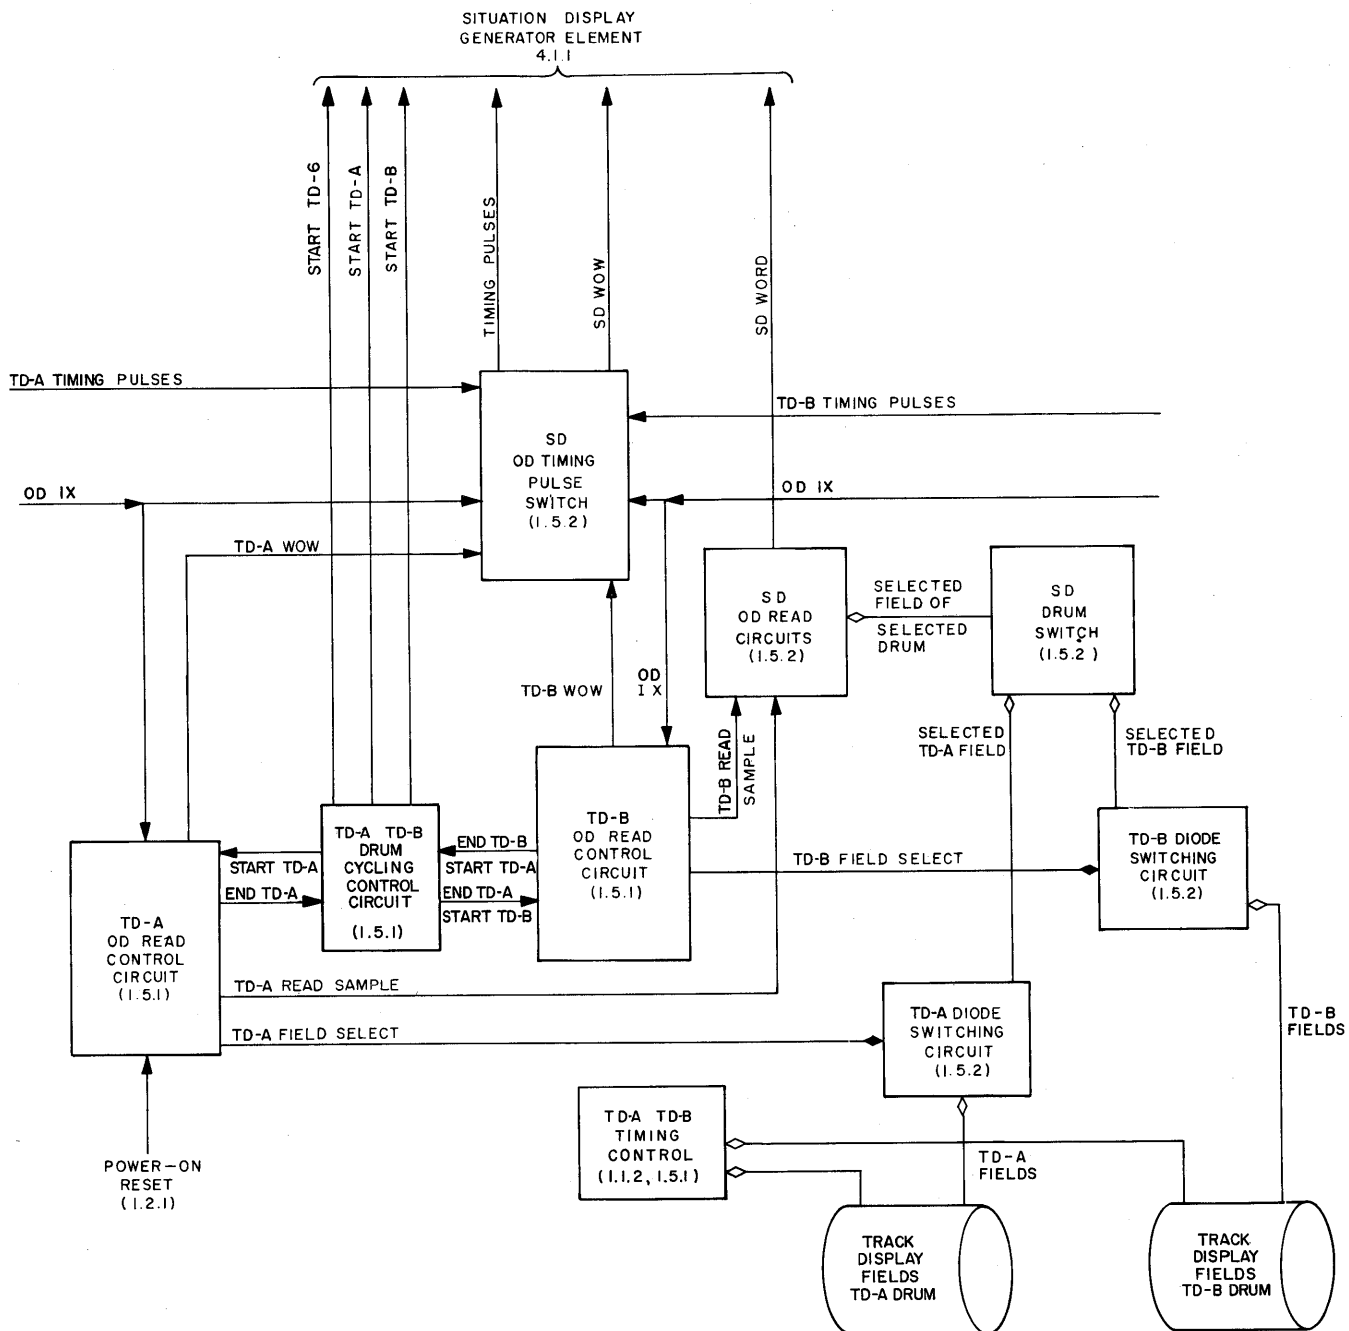 SITUATION DISPLAY
GENERATOR ELEMENT
4.1.1
START TD-6
START TD-A
START TD-B
TIMING PULSES
SD WOW
SD WORD
TD-A TIMING PULSES
TD-B TIMING PULSES
SD
OD TIMING
PULSE
SWITCH
(1.5.2)
OD IX
OD IX
TD-A WOW
TD-B WOW
OD
IX
SD
OD READ
CIRCUITS
(1.5.2)
SELECTED
FIELD OF
SELECTED
DRUM
SD
DRUM
SWITCH
(1.5.2)
SELECTED
TD-A FIELD
SELECTED
TD-B FIELD
TD-B READ
SAMPLE
TD-A
OD READ
CONTROL
CIRCUIT
(1.5.1)
START TD-A
END TD-A
TD-A TD-B
DRUM
CYCLING
CONTROL
CIRCUIT
(1.5.1)
END TD-B
START TD-A
END TD-A
START TD-B
TD-B
OD READ
CONTROL
CIRCUIT
(1.5.1)
TD-B FIELD SELECT
TD-B DIODE
SWITCHING
CIRCUIT
(1.5.2)
TD-A READ SAMPLE
TD-A FIELD SELECT
TD-A DIODE
SWITCHING
CIRCUIT
(1.5.2)
TD-B
FIELDS
POWER-ON
RESET
(1.2.1)
TD-A TD-B
TIMING
CONTROL
(1.1.2, 1.5.1)
TD-A
FIELDS
TRACK
DISPLAY
FIELDS
TD-A DRUM
TRACK
DISPLAY
FIELDS
TD-B DRUM